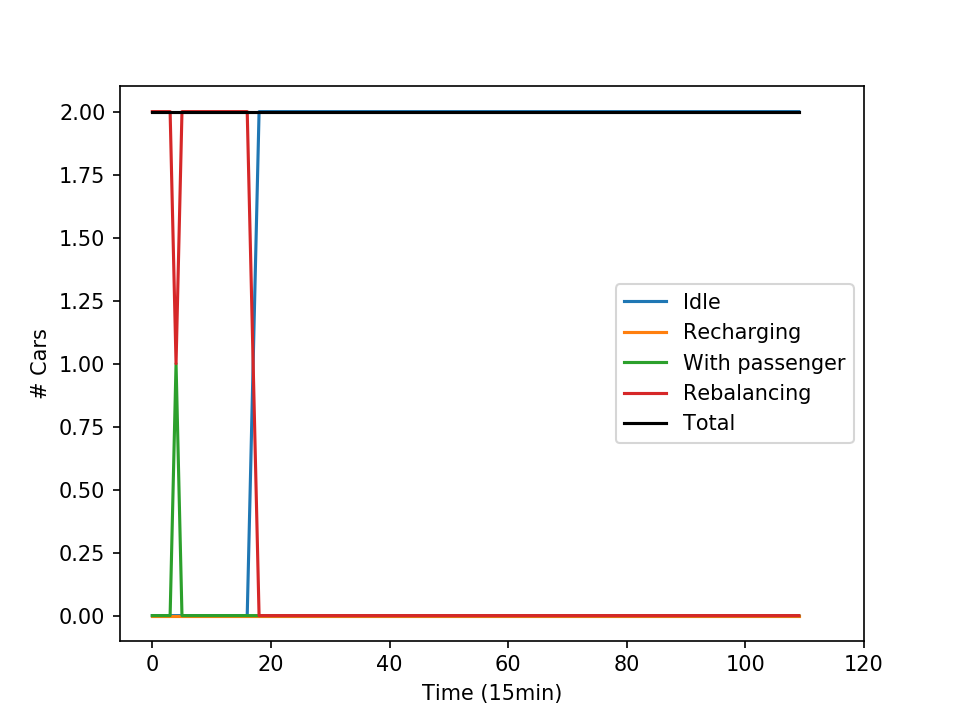 2.00
1.75
1.50
1.25
1.00
0.75
0.50
0.25
0.00
# Cars
Idle
Recharging
With passenger
Rebalancing
Total
0 20 40 60 80 100 120
Time (15min)